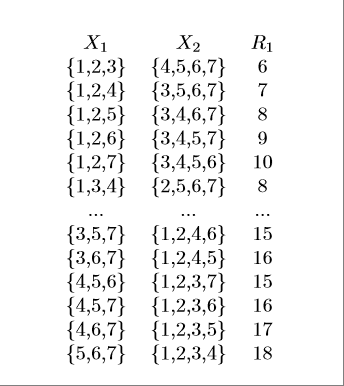 X₁ X₂ R₁
{1,2,3} {4,5,6,7} 6
{1,2,4} {3,5,6,7} 7
{1,2,5} {3,4,6,7} 8
{1,2,6} {3,4,5,7} 9
{1,2,7} {3,4,5,6} 10
{1,3,4} {2,5,6,7} 8
... ... ...
{3,5,7} {1,2,4,6} 15
{3,6,7} {1,2,4,5} 16
{4,5,6} {1,2,3,7} 15
{4,5,7} {1,2,3,6} 16
{4,6,7} {1,2,3,5} 17
{5,6,7} {1,2,3,4} 18